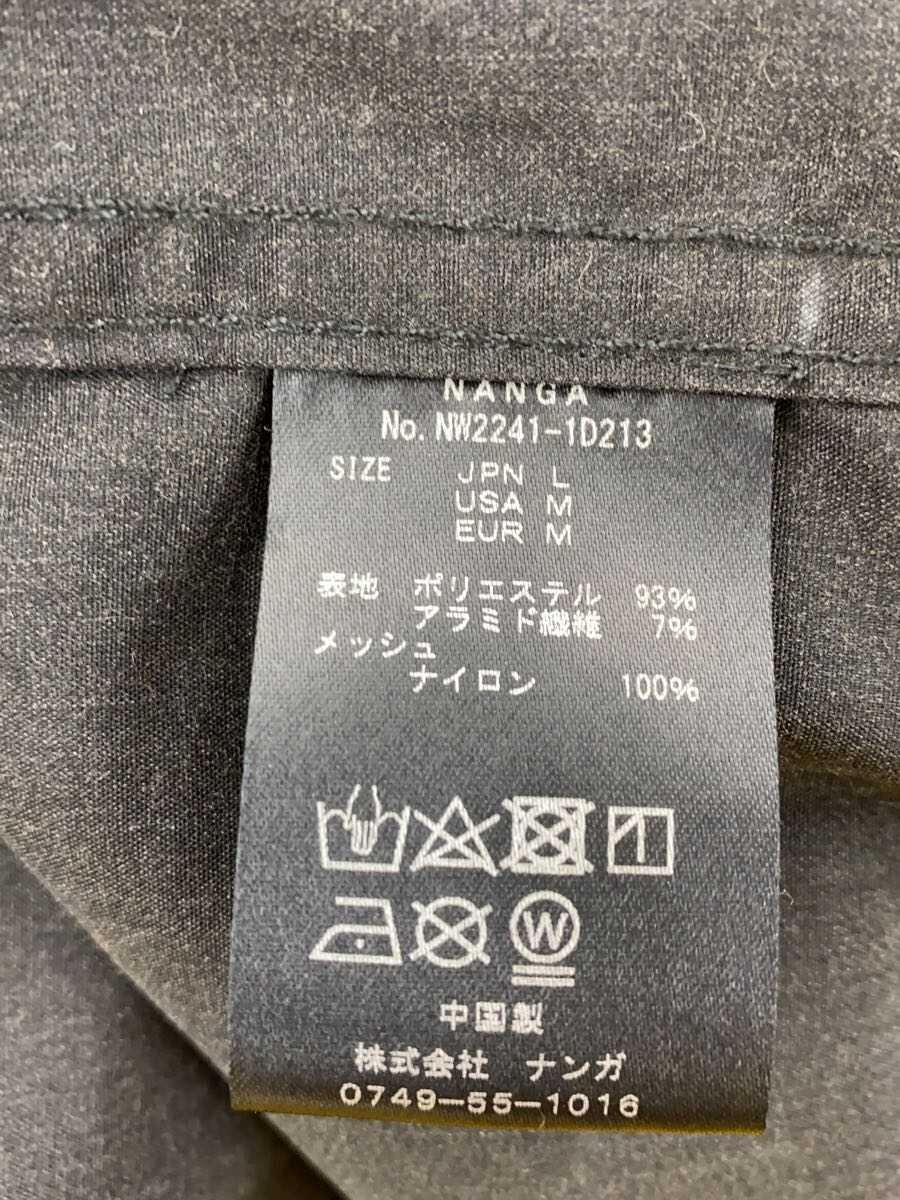 NANGA
No. NW2241-1D213
SIZE JPN L
USA M
EUR M
表地 ポリエステル 93%
アラミド繊維 7%
メッシュ
ナイロン 100%
W
中国製
株式会社 ナンガ
0749-55-1016